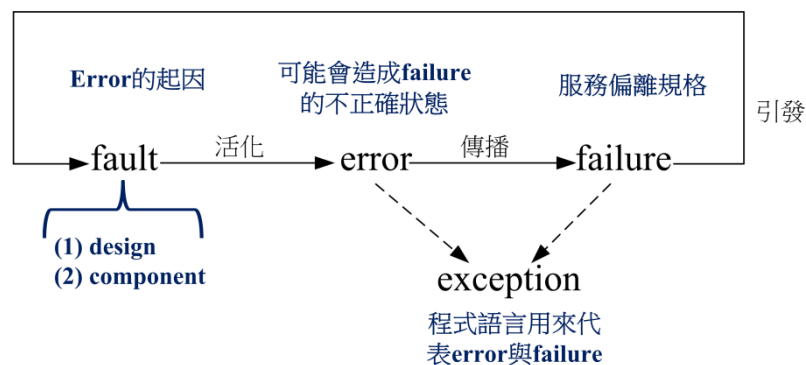 Error的起因
可能會造成failure
的不正確狀態
服務偏離規格
引發
fault
活化
error
傳播
failure
(1) design
(2) component
exception
程式語言用來代
表error與failure